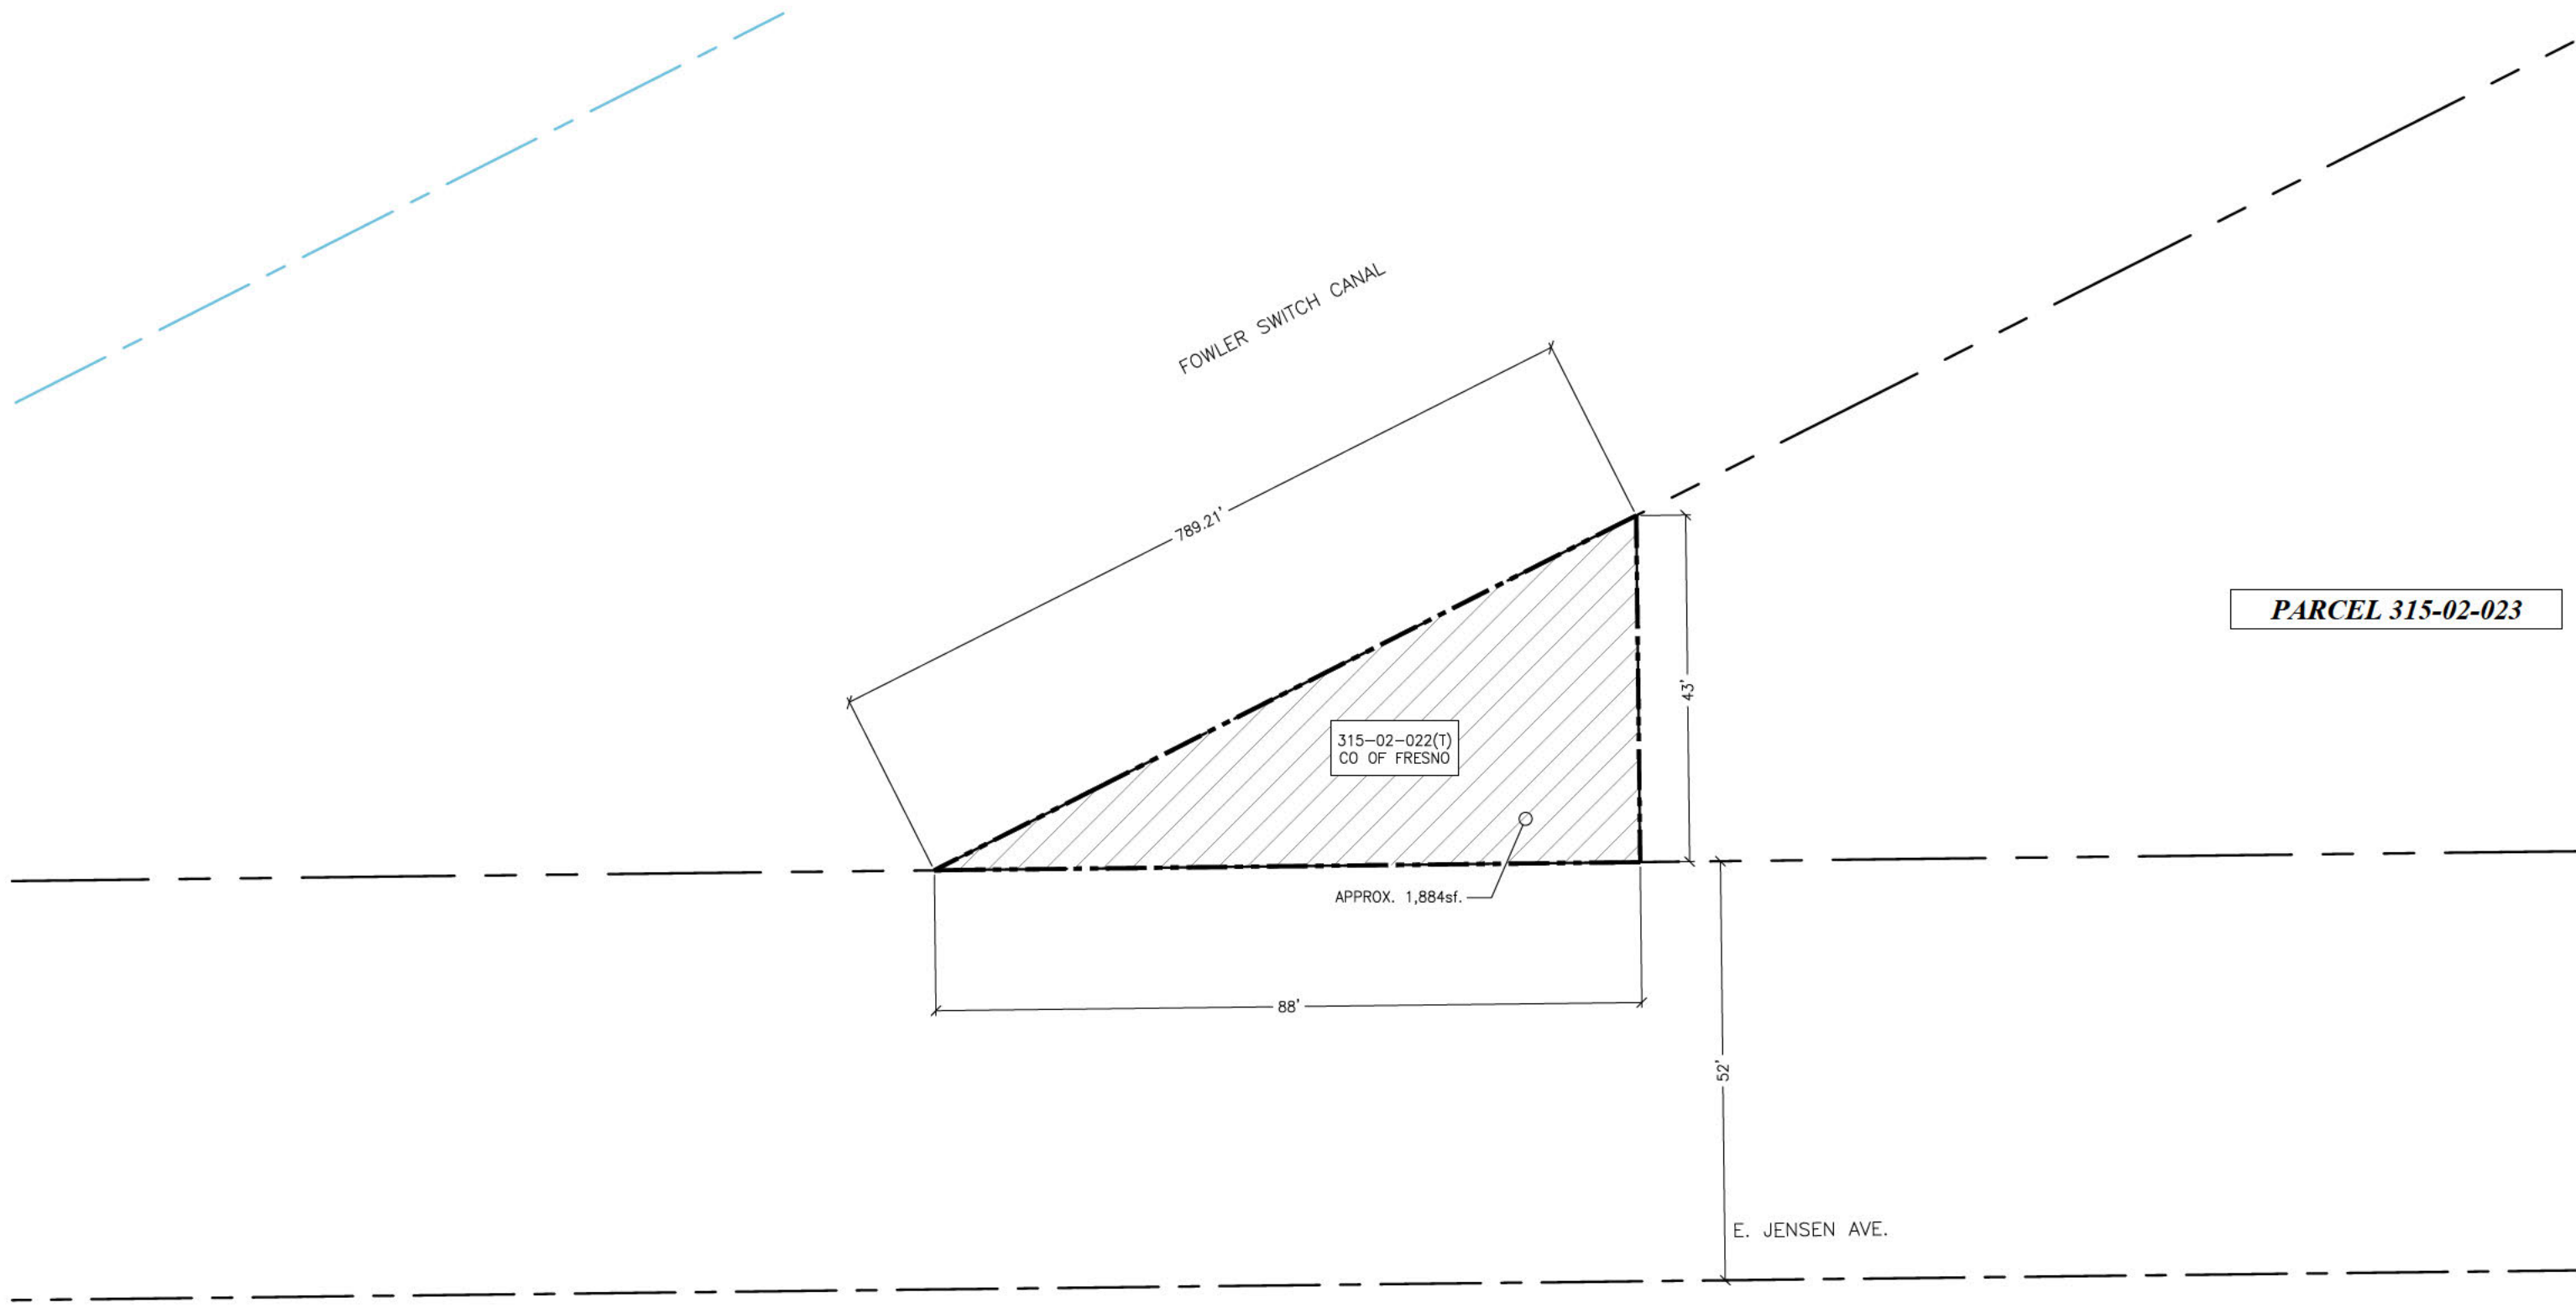 FOWLER SWITCH CANAL
789.21'
PARCEL 315-02-023
43'
315-02-022(T)
CO OF FRESNO
APPROX. 1,884sf.
88'
52'
E. JENSEN AVE.